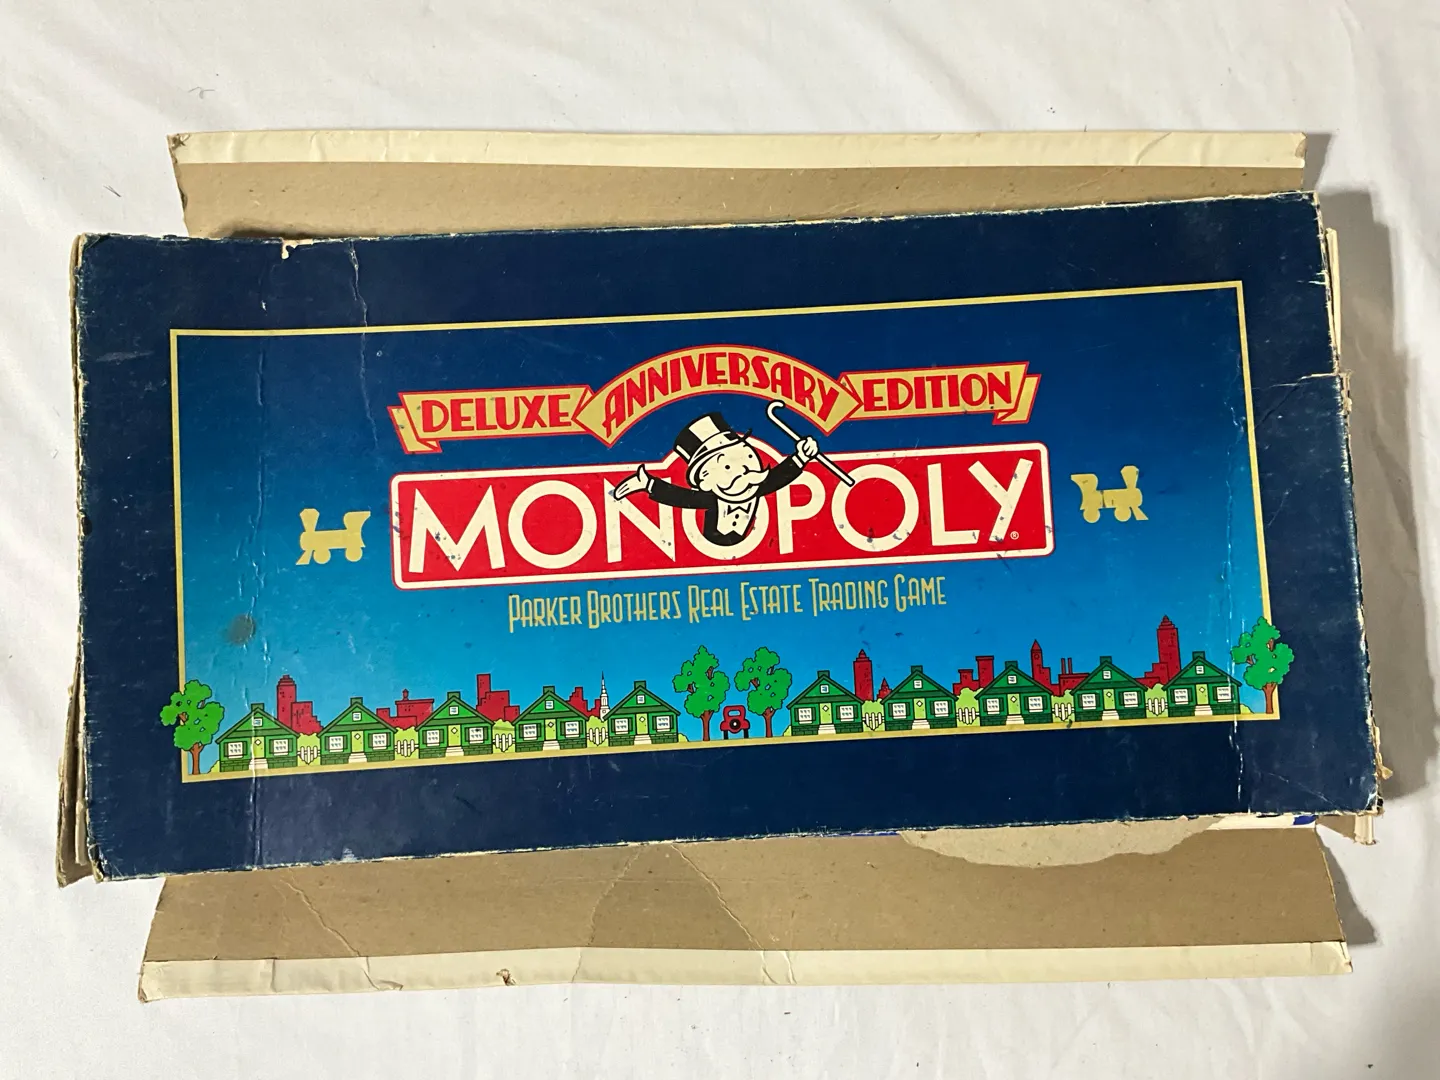 DELUXE ANNIVERSARY EDITION
MONOPOLY®
PARKER BROTHERS REAL ESTATE TRADING GAME